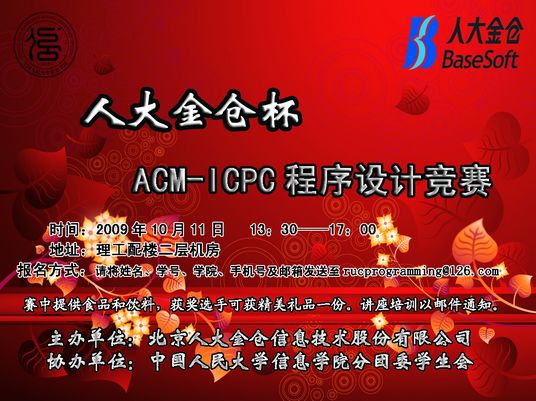 人大金仓
BaseSoft
人大金仓杯
ACM-ICPC 程序设计竞赛
时间：2009年10月11日 13：30——17：00
地址：理工配楼二层机房
报名方式：请将姓名、学号、学院、手机号及邮箱发送至rucprogramming@126.com
赛中提供食品和饮料，获奖选手可获精美礼品一份。讲座培训以邮件通知。
主办单位：北京人大金仓信息技术股份有限公司
协办单位：中国人民大学信息学院分团委学生会